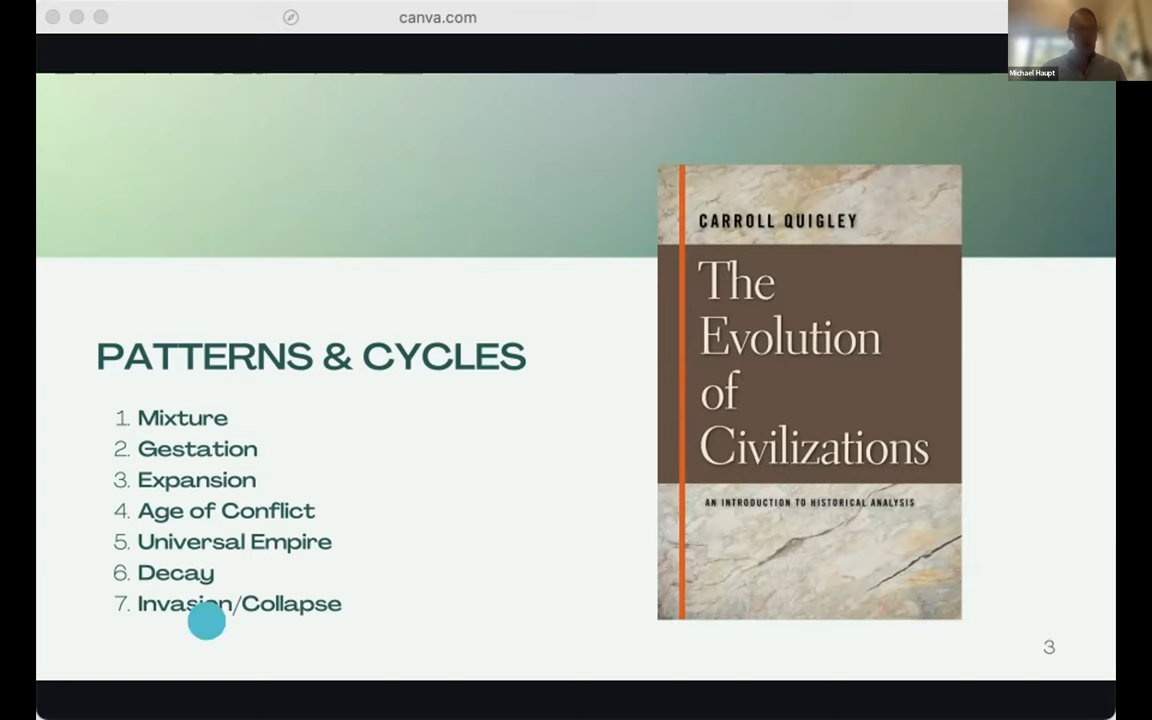 canva.com
Michael Haupt
CARROLL QUIGLEY
The
Evolution
of
Civilizations
AN INTRODUCTION TO HISTORICAL ANALYSIS
PATTERNS & CYCLES
1. Mixture
2. Gestation
3. Expansion
4. Age of Conflict
5. Universal Empire
6. Decay
7. Invasion/Collapse
3